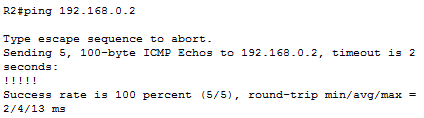 R2#ping 192.168.0.2
Type escape sequence to abort.
Sending 5, 100-byte ICMP Echos to 192.168.0.2, timeout is 2
seconds:
!!!!!
Success rate is 100 percent (5/5), round-trip min/avg/max =
2/4/13 ms